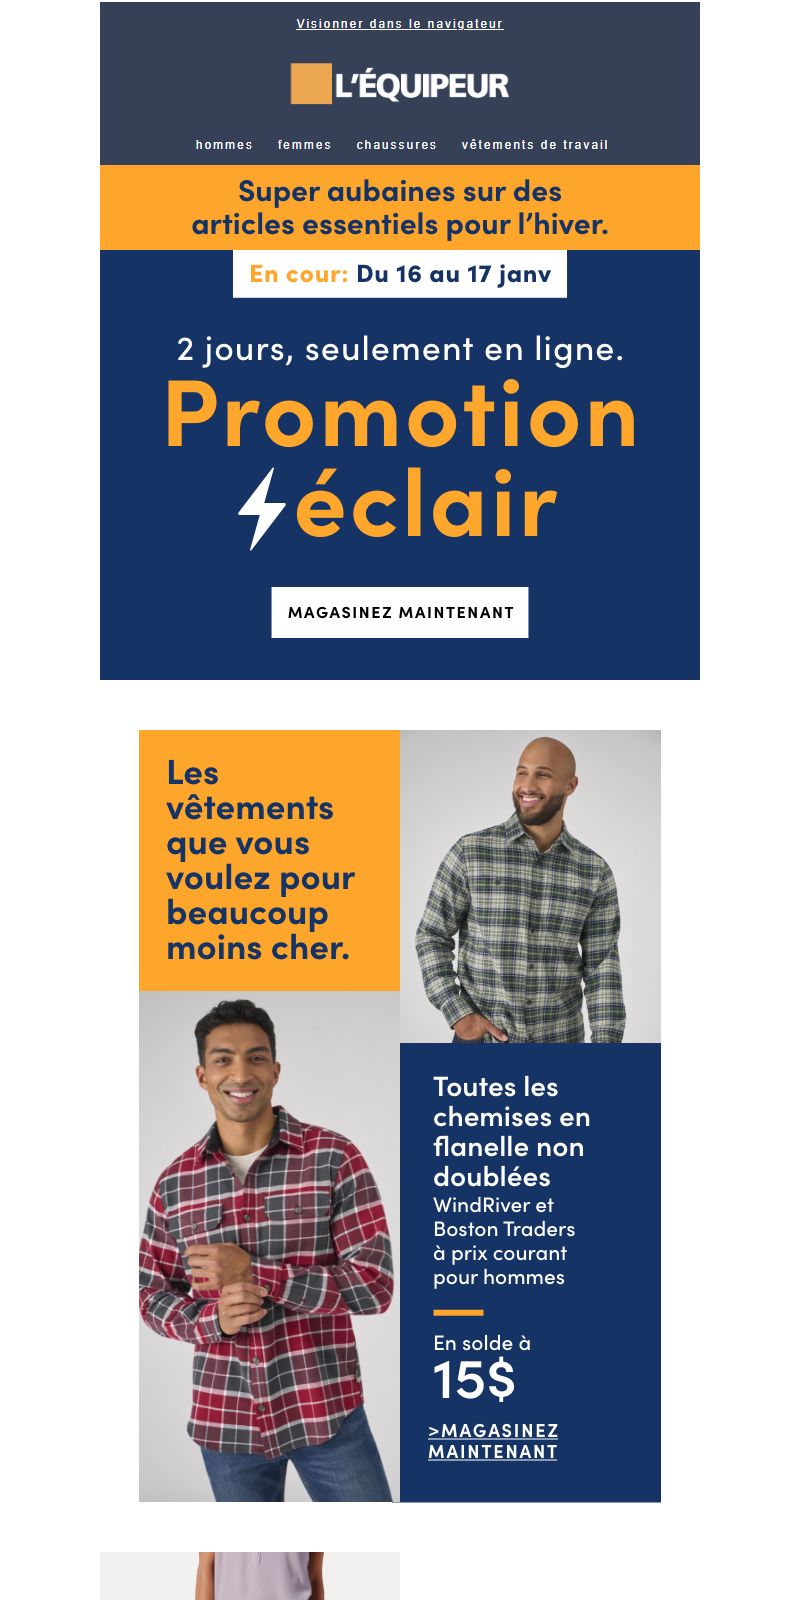 Visionner dans le navigateur
L'ÉQUIPEUR
hommes femmes chaussures vêtements de travail
Super aubaines sur des
articles essentiels pour l'hiver.
En cour: Du 16 au 17 janv
2 jours, seulement en ligne.
Promotion
éclair
MAGASINEZ MAINTENANT
Les
vêtements
que vous
voulez pour
beaucoup
moins cher.
Toutes les
chemises en
flanelle non
doublées
WindRiver et
Boston Traders
à prix courant
pour hommes
En solde à
15$
>MAGASINEZ
MAINTENANT